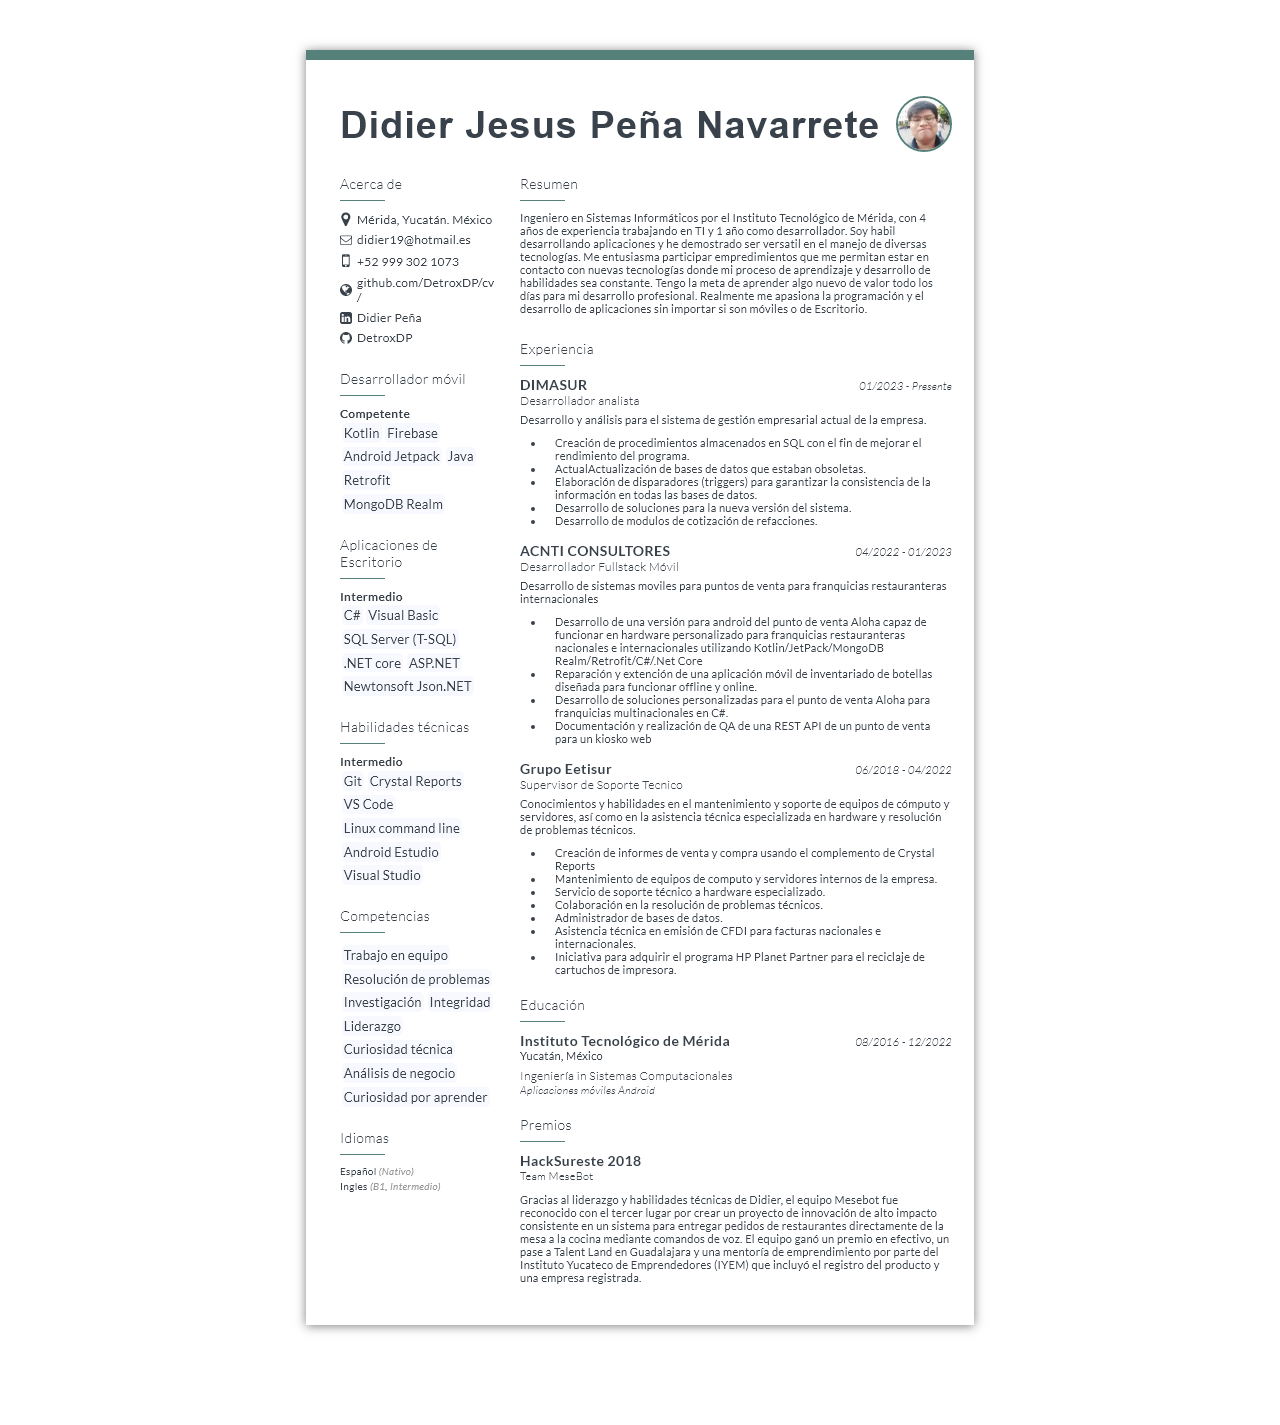 Didier Jesus Peña Navarrete
Acerca de
Mérida, Yucatán. México
didier19@hotmail.es
+52 999 302 1073
github.com/DetroxDP/cv
/
Didier Peña
DetroxDP
Desarrollador móvil
Competente
Kotlin Firebase
Android Jetpack Java
Retrofit
MongoDB Realm
Aplicaciones de
Escritorio
Intermedio
C# Visual Basic
SQL Server (T-SQL)
.NET core ASP.NET
Newtonsoft Json.NET
Habilidades técnicas
Intermedio
Git Crystal Reports
VS Code
Linux command line
Android Estudio
Visual Studio
Competencias
Trabajo en equipo
Resolución de problemas
Investigación Integridad
Liderazgo
Curiosidad técnica
Análisis de negocio
Curiosidad por aprender
Idiomas
Español (Nativo)
Ingles (B1, Intermedio)
Resumen
Ingeniero en Sistemas Informáticos por el Instituto Tecnológico de Mérida, con 4
años de experiencia trabajando en TI y 1 año como desarrollador. Soy habil
desarrollando aplicaciones y he demostrado ser versatil en el manejo de diversas
tecnologías. Me entusiasma participar empredimientos que me permitan estar en
contacto con nuevas tecnologías donde mi proceso de aprendizaje y desarrollo de
habilidades sea constante. Tengo la meta de aprender algo nuevo de valor todo los
días para mi desarrollo profesional. Realmente me apasiona la programación y el
desarrollo de aplicaciones sin importar si son móviles o de Escritorio.
Experiencia
DIMASUR 01/2023 - Presente
Desarrollador analista
Desarrollo y análisis para el sistema de gestión empresarial actual de la empresa.
• Creación de procedimientos almacenados en SQL con el fin de mejorar el
rendimiento del programa.
• ActualActualización de bases de datos que estaban obsoletas.
• Elaboración de disparadores (triggers) para garantizar la consistencia de la
información en todas las bases de datos.
• Desarrollo de soluciones para la nueva versión del sistema.
• Desarrollo de modulos de cotización de refacciones.
ACNTI CONSULTORES 04/2022 - 01/2023
Desarrollador Fullstack Móvil
Desarrollo de sistemas moviles para puntos de venta para franquicias restauranteras
internacionales
• Desarrollo de una versión para android del punto de venta Aloha capaz de
funcionar en hardware personalizado para franquicias restauranteras
nacionales e internacionales utilizando Kotlin/JetPack/MongoDB
Realm/Retrofit/C#/.Net Core
• Reparación y extención de una aplicación móvil de inventariado de botellas
diseñada para funcionar offline y online.
• Desarrollo de soluciones personalizadas para el punto de venta Aloha para
franquicias multinacionales en C#.
• Documentación y realización de QA de una REST API de un punto de venta
para un kiosko web
Grupo Eetisur 06/2018 - 04/2022
Supervisor de Soporte Tecnico
Conocimientos y habilidades en el mantenimiento y soporte de equipos de cómputo y
servidores, así como en la asistencia técnica especializada en hardware y resolución
de problemas técnicos.
• Creación de informes de venta y compra usando el complemento de Crystal
Reports
• Mantenimiento de equipos de computo y servidores internos de la empresa.
• Servicio de soporte técnico a hardware especializado.
• Colaboración en la resolución de problemas técnicos.
• Administrador de bases de datos.
• Asistencia técnica en emisión de CFDI para facturas nacionales e
internacionales.
• Iniciativa para adquirir el programa HP Planet Partner para el reciclaje de
cartuchos de impresora.
Educación
Instituto Tecnológico de Mérida 08/2016 - 12/2022
Yucatán, México
Ingeniería in Sistemas Computacionales
Aplicaciones móviles Android
Premios
HackSureste 2018
Team MeseBot
Gracias al liderazgo y habilidades técnicas de Didier, el equipo Mesebot fue
reconocido con el tercer lugar por crear un proyecto de innovación de alto impacto
consistente en un sistema para entregar pedidos de restaurantes directamente de la
mesa a la cocina mediante comandos de voz. El equipo ganó un premio en efectivo, un
pase a Talent Land en Guadalajara y una mentoría de emprendimiento por parte del
Instituto Yucateco de Emprendedores (IYEM) que incluyó el registro del producto y
una empresa registrada.